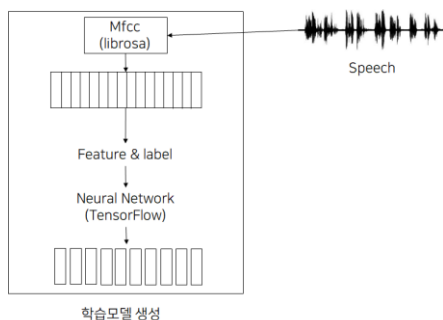 Mfcc
(librosa)
Speech
Feature & label
Neural Network
(TensorFlow)
학습모델 생성